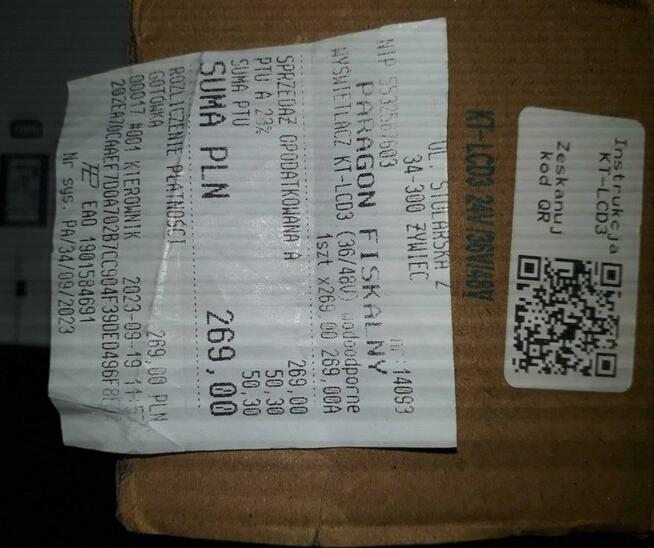 UL. STOLARSKA 2
34-300 ŻYWIEC
NIP 5532567603 nr:14093
PARAGON FISKALNY
WYŚWIETLACZ KT-LCD3 (36/48V) wodoodporne
1szt x269,00 269,00A
SPRZEDAŻ OPODATKOWANA A 269,00
PTU A 23% 50,30
SUMA PTU 50,30
SUMA PLN 269,00
ROZLICZENIE PŁATNOŚCI
GOTÓWKA 269,00 PLN
00017 #001 KIEROWNIK 2023-09-19
EAO 1901584691
Nr sys. PA/34/09/2023
KT-LCD3 24V/36V/48V
Instrukcja
KT-LCD3
Zeskanuj
kod QR